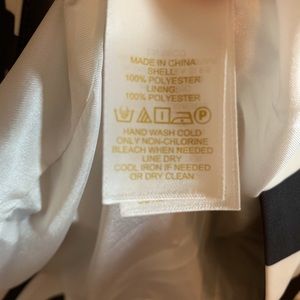 MADE IN CHINA
SHELL:
100% POLYESTER
LINING:
100% POLYESTER
P
HAND WASH COLD
ONLY NON-CHLORINE
BLEACH WHEN NEEDED
LINE DRY
COOL IRON IF NEEDED
OR DRY CLEAN